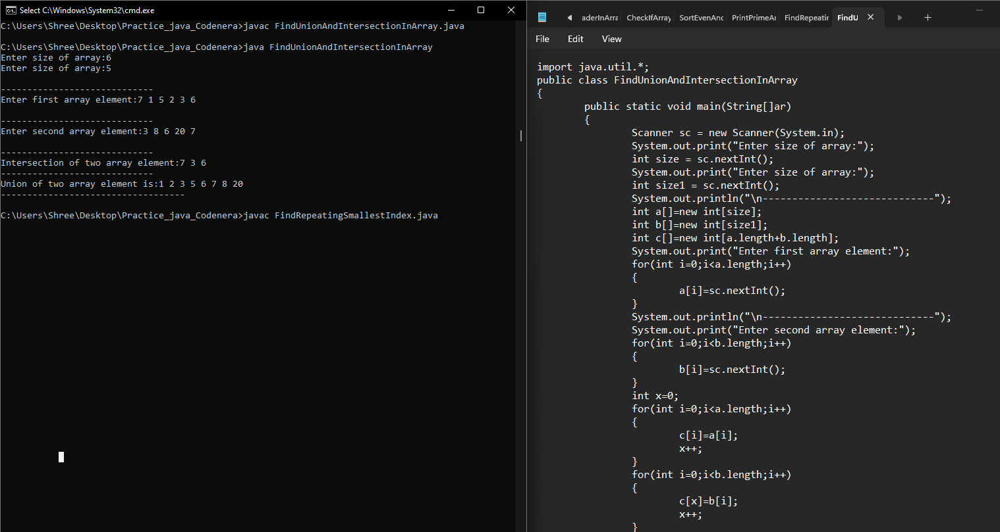 Select C:\Windows\System32\cmd.exe
C:\Users\Shree\Desktop\Practice_java_Codenera>javac FindUnionAndIntersectionInArray.java
C:\Users\Shree\Desktop\Practice_java_Codenera>java FindUnionAndIntersectionInArray
Enter size of array:6
Enter size of array:5
-----------------------------
Enter first array element:7 1 5 2 3 6
-----------------------------
Enter second array element:3 8 6 20 7
-----------------------------
Intersection of two array element:7 3 6
-----------------------------
Union of two array element is:1 2 3 5 6 7 8 20
-----------------------------------
C:\Users\Shree\Desktop\Practice_java_Codenera>javac FindRepeatingSmallestIndex.java
aderInArra CheckIfArray SortEvenAnd PrintPrimeAr FindRepeatin FindU
File Edit View
import java.util.*;
public class FindUnionAndIntersectionInArray
{
public static void main(String[]ar)
{
Scanner sc = new Scanner(System.in);
System.out.print("Enter size of array:");
int size = sc.nextInt();
System.out.print("Enter size of array:");
int size1 = sc.nextInt();
System.out.println("\n-----------------------------");
int a[]=new int[size];
int b[]=new int[size1];
int c[]=new int[a.length+b.length];
System.out.print("Enter first array element:");
for(int i=0;i<a.length;i++)
{
a[i]=sc.nextInt();
}
System.out.println("\n-----------------------------");
System.out.print("Enter second array element:");
for(int i=0;i<b.length;i++)
{
b[i]=sc.nextInt();
}
int x=0;
for(int i=0;i<a.length;i++)
{
c[i]=a[i];
x++;
}
for(int i=0;i<b.length;i++)
{
c[x]=b[i];
x++;
}